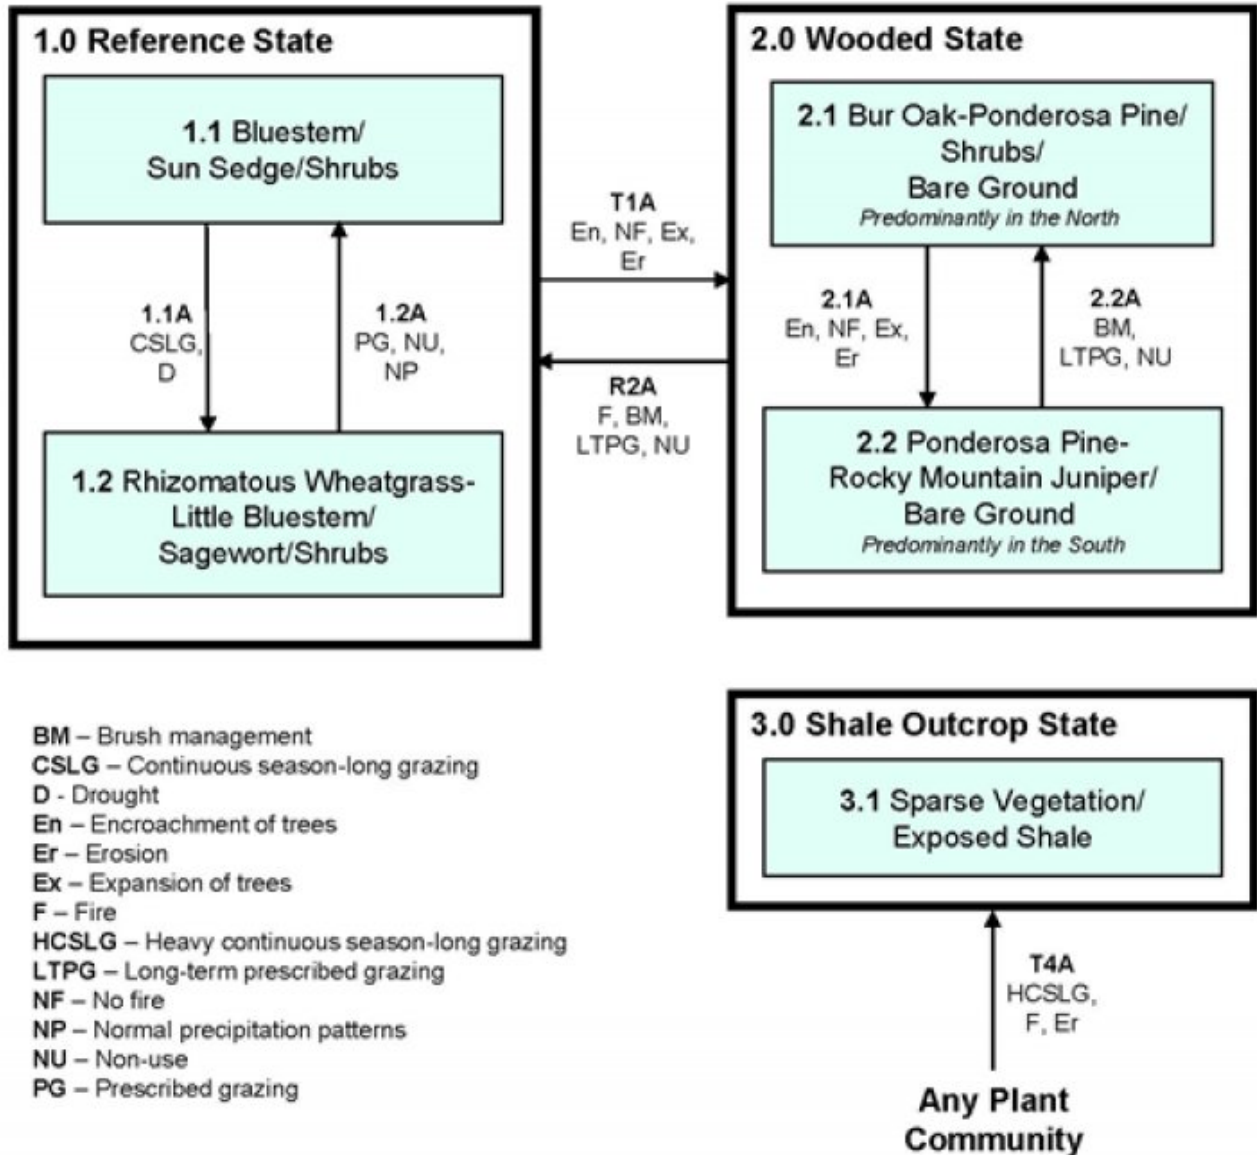 1.0 Reference State
1.1 Bluestem/
Sun Sedge/Shrubs
1.1A
CSLG,
D
1.2A
PG, NU,
NP
1.2 Rhizomatous Wheatgrass-
Little Bluestem/
Sagewort/Shrubs
T1A
En, NF, Ex,
Er
R2A
F, BM,
LTPG, NU
2.0 Wooded State
2.1 Bur Oak-Ponderosa Pine/
Shrubs/
Bare Ground
Predominantly in the North
2.1A
En, NF, Ex,
Er
2.2A
BM,
LTPG, NU
2.2 Ponderosa Pine-
Rocky Mountain Juniper/
Bare Ground
Predominantly in the South
BM – Brush management
CSLG – Continuous season-long grazing
D - Drought
En – Encroachment of trees
Er – Erosion
Ex – Expansion of trees
F – Fire
HCSLG – Heavy continuous season-long grazing
LTPG – Long-term prescribed grazing
NF – No fire
NP – Normal precipitation patterns
NU – Non-use
PG – Prescribed grazing
3.0 Shale Outcrop State
3.1 Sparse Vegetation/
Exposed Shale
T4A
HCSLG,
F, Er
Any Plant
Community